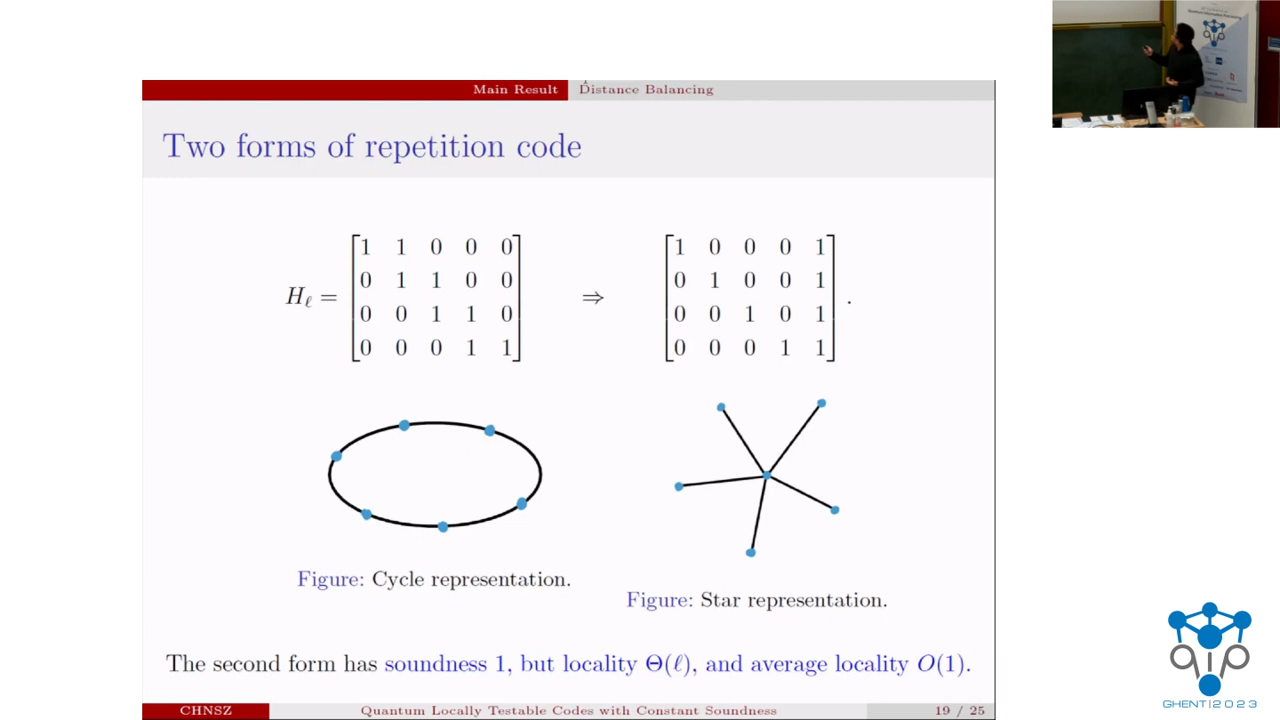 Main Result Distance Balancing
Two forms of repetition code
H_ℓ = [1 1 0 0 0; 0 1 1 0 0; 0 0 1 1 0; 0 0 0 1 1] ⇒ [1 0 0 0 1; 0 1 0 0 1; 0 0 1 0 1; 0 0 0 1 1].
Figure: Cycle representation.
Figure: Star representation.
The second form has soundness 1, but locality Θ(ℓ), and average locality O(1).
CHNSZ Quantum Locally Testable Codes with Constant Soundness 19 / 25
qip
GHENT|2023